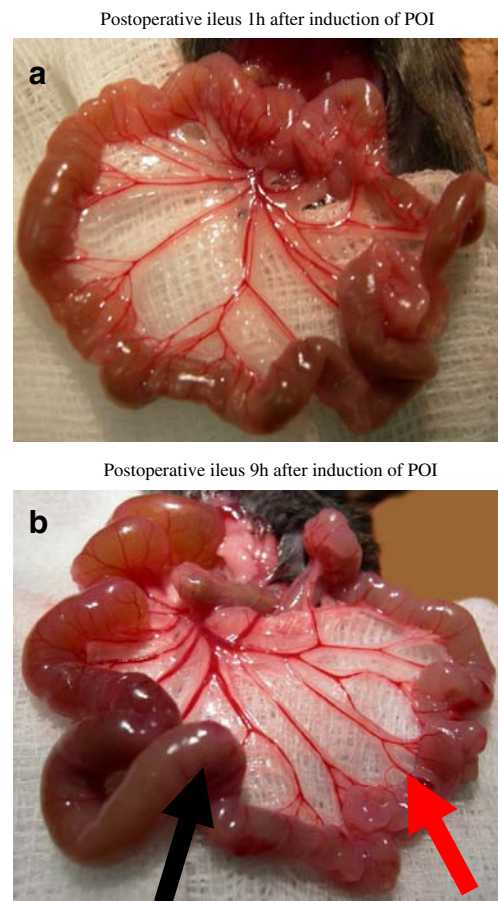 Postoperative ileus 1h after induction of POI
a
Postoperative ileus 9h after induction of POI
b